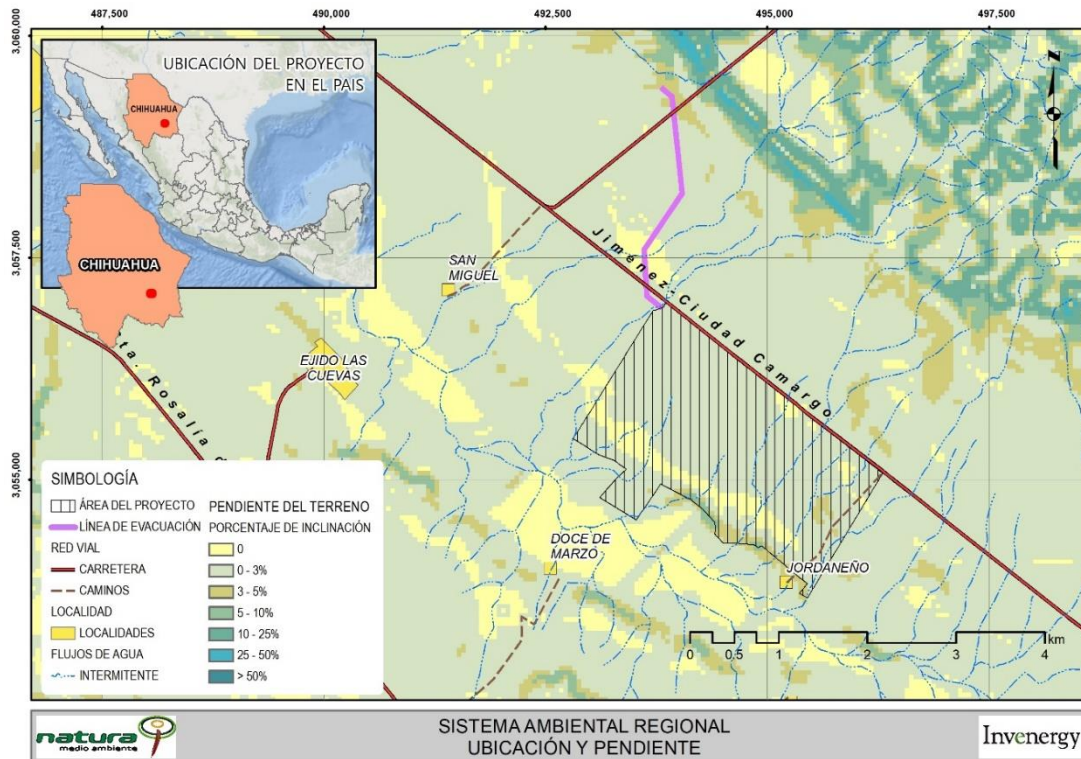 487,500 490,000 492,500 495,000 497,500
3,060,000
3,057,500
3,055,000
UBICACIÓN DEL PROYECTO
EN EL PAIS
CHIHUAHUA
CHIHUAHUA
Z
SAN
MIGUEL
Jiménez-Ciudad Camargo
EJIDO LAS
CUEVAS
ta. Rosalía d
DOCE DE
MARZO
JORDANEÑO
SIMBOLOGÍA
ÁREA DEL PROYECTO
LÍNEA DE EVACUACIÓN
RED VIAL
CARRETERA
CAMINOS
LOCALIDAD
LOCALIDADES
FLUJOS DE AGUA
INTERMITENTE
PENDIENTE DEL TERRENO
PORCENTAJE DE INCLINACIÓN
0
0 - 3%
3 - 5%
5 - 10%
10 - 25%
25 - 50%
> 50%
km
0 0.5 1 2 3 4
natura
medio ambiente
SISTEMA AMBIENTAL REGIONAL
UBICACIÓN Y PENDIENTE
Invenergy